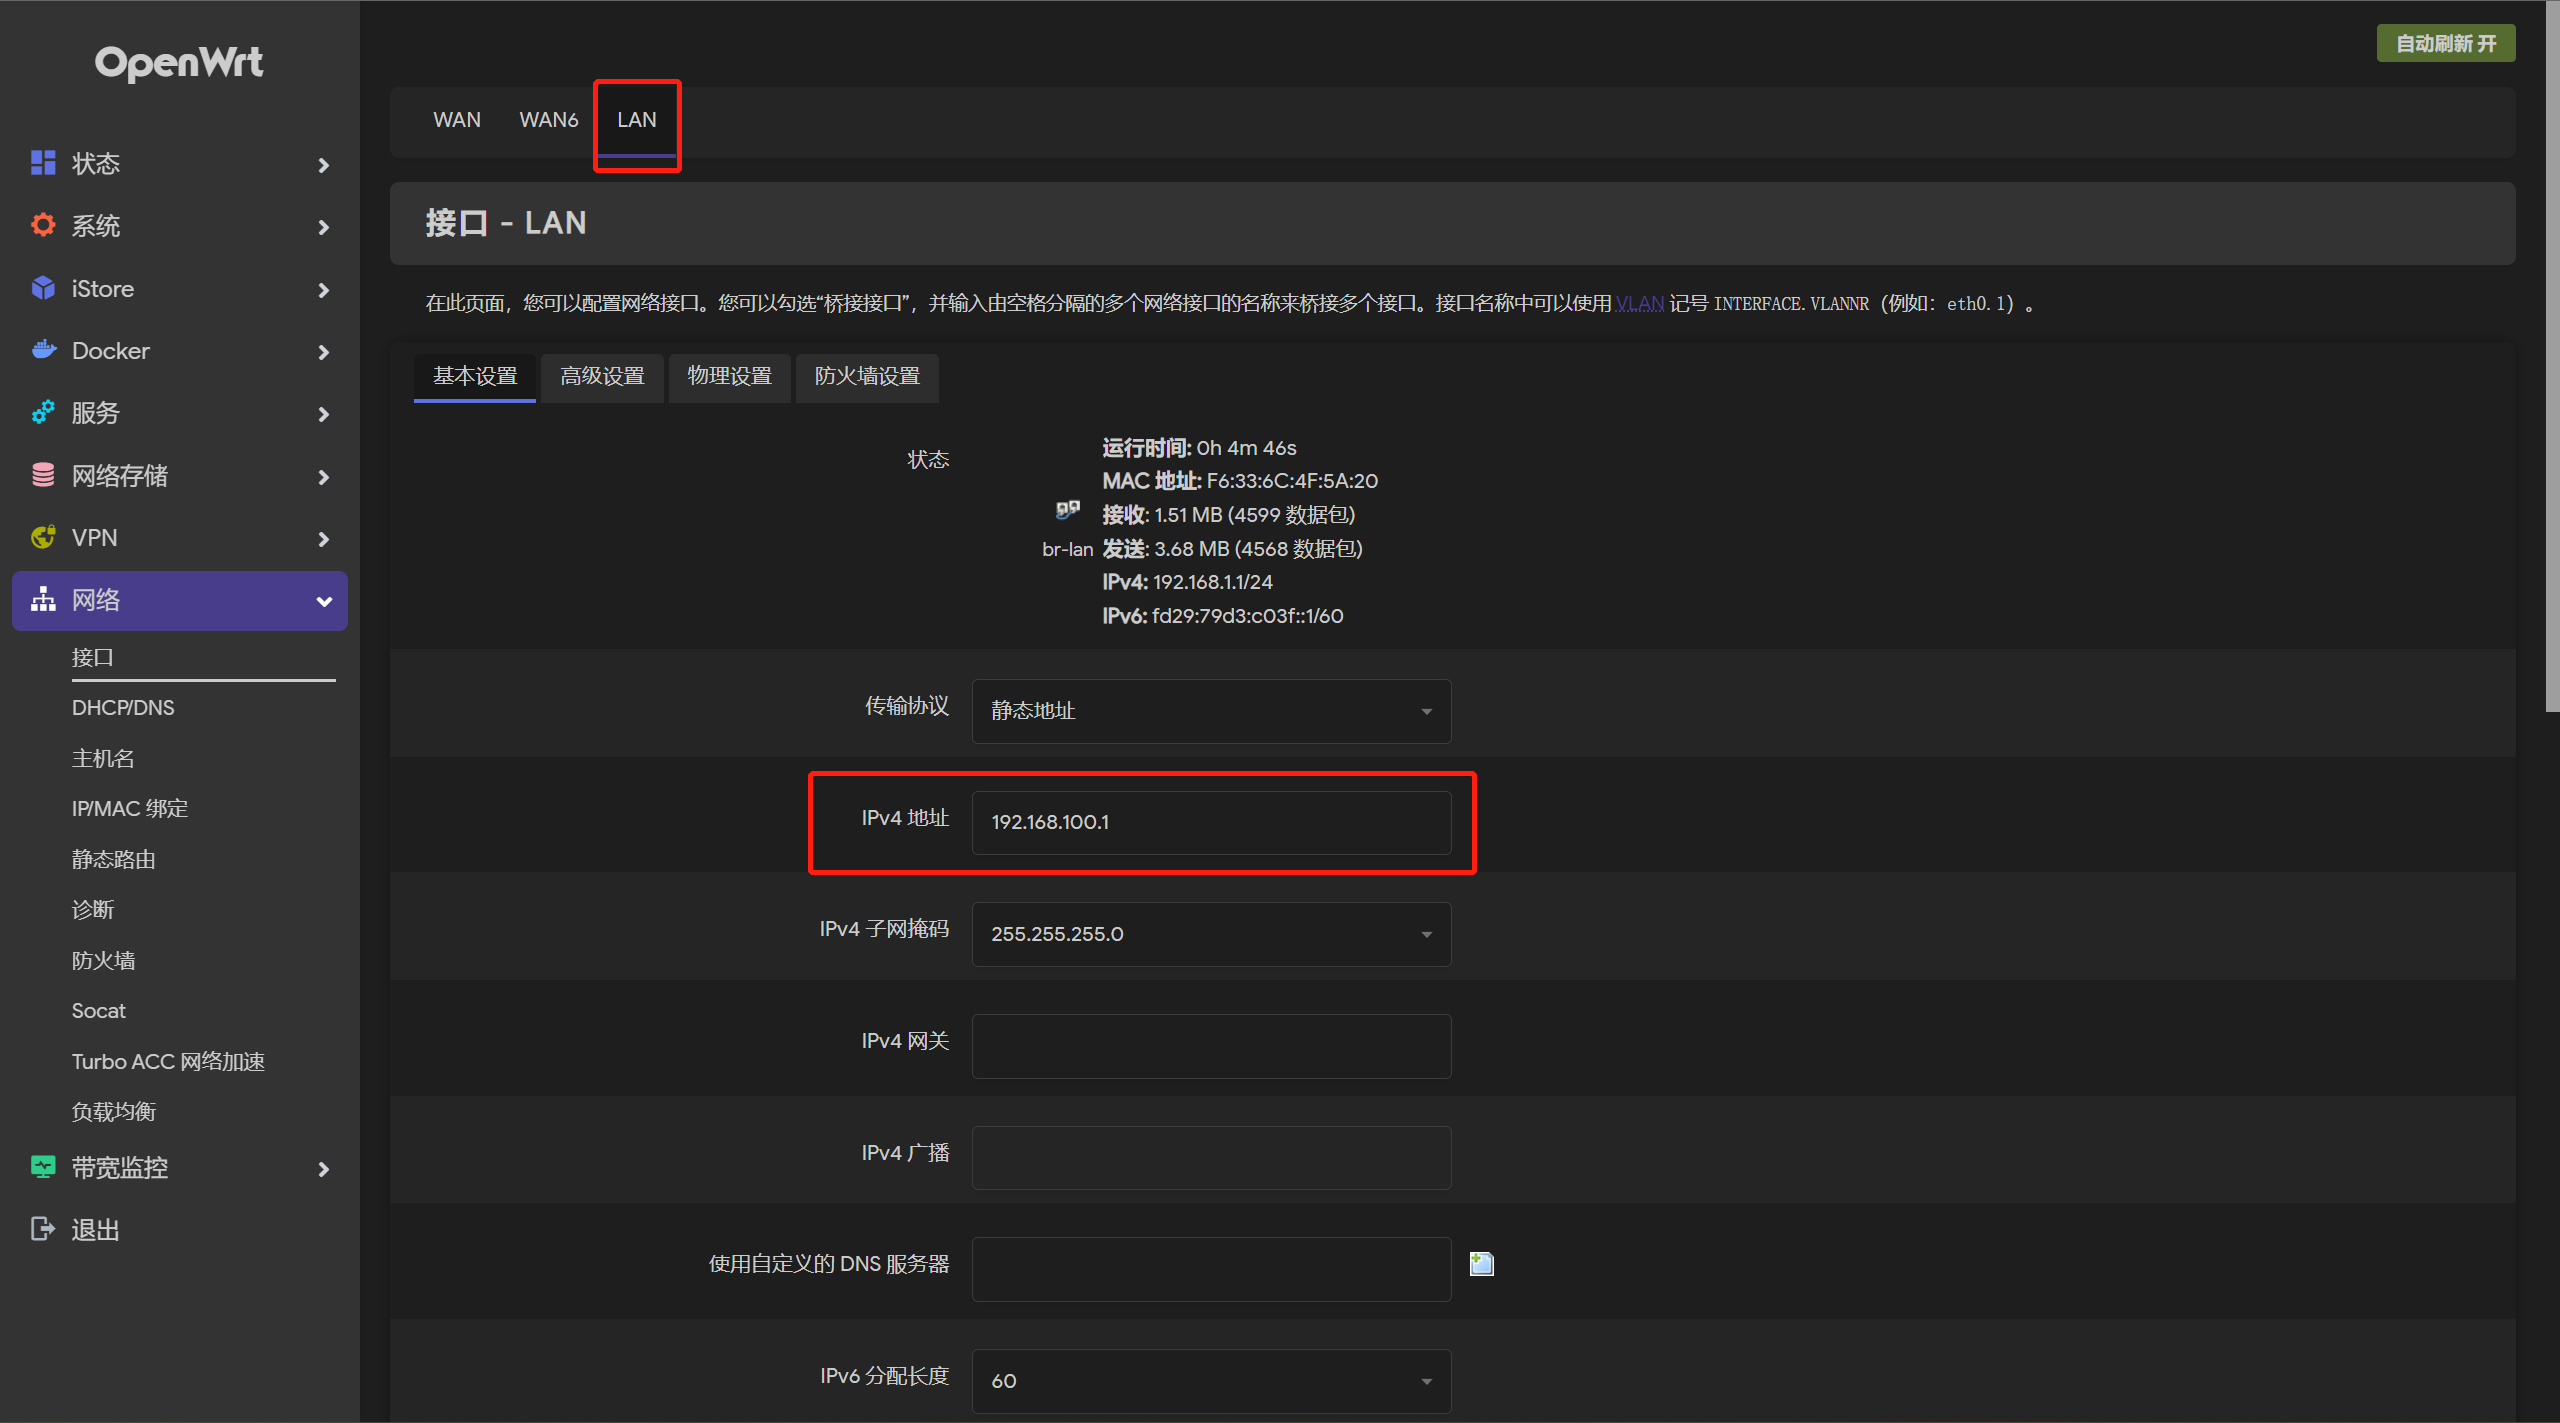 OpenWrt
状态
系统
iStore
Docker
服务
网络存储
VPN
网络
接口
DHCP/DNS
主机名
IP/MAC 绑定
静态路由
诊断
防火墙
Socat
Turbo ACC 网络加速
负载均衡
带宽监控
退出
自动刷新 开
WAN WAN6 LAN
接口 - LAN
在此页面，您可以配置网络接口。您可以勾选“桥接接口”，并输入由空格分隔的多个网络接口的名称来桥接多个接口。接口名称中可以使用 VLAN 记号 INTERFACE.VLANNR（例如：eth0.1）。
基本设置 高级设置 物理设置 防火墙设置
状态
br-lan
运行时间: 0h 4m 46s
MAC 地址: F6:33:6C:4F:5A:20
接收: 1.51 MB (4599 数据包)
发送: 3.68 MB (4568 数据包)
IPv4: 192.168.1.1/24
IPv6: fd29:79d3:c03f::1/60
传输协议 静态地址
IPv4 地址 192.168.100.1
IPv4 子网掩码 255.255.255.0
IPv4 网关
IPv4 广播
使用自定义的 DNS 服务器
IPv6 分配长度 60